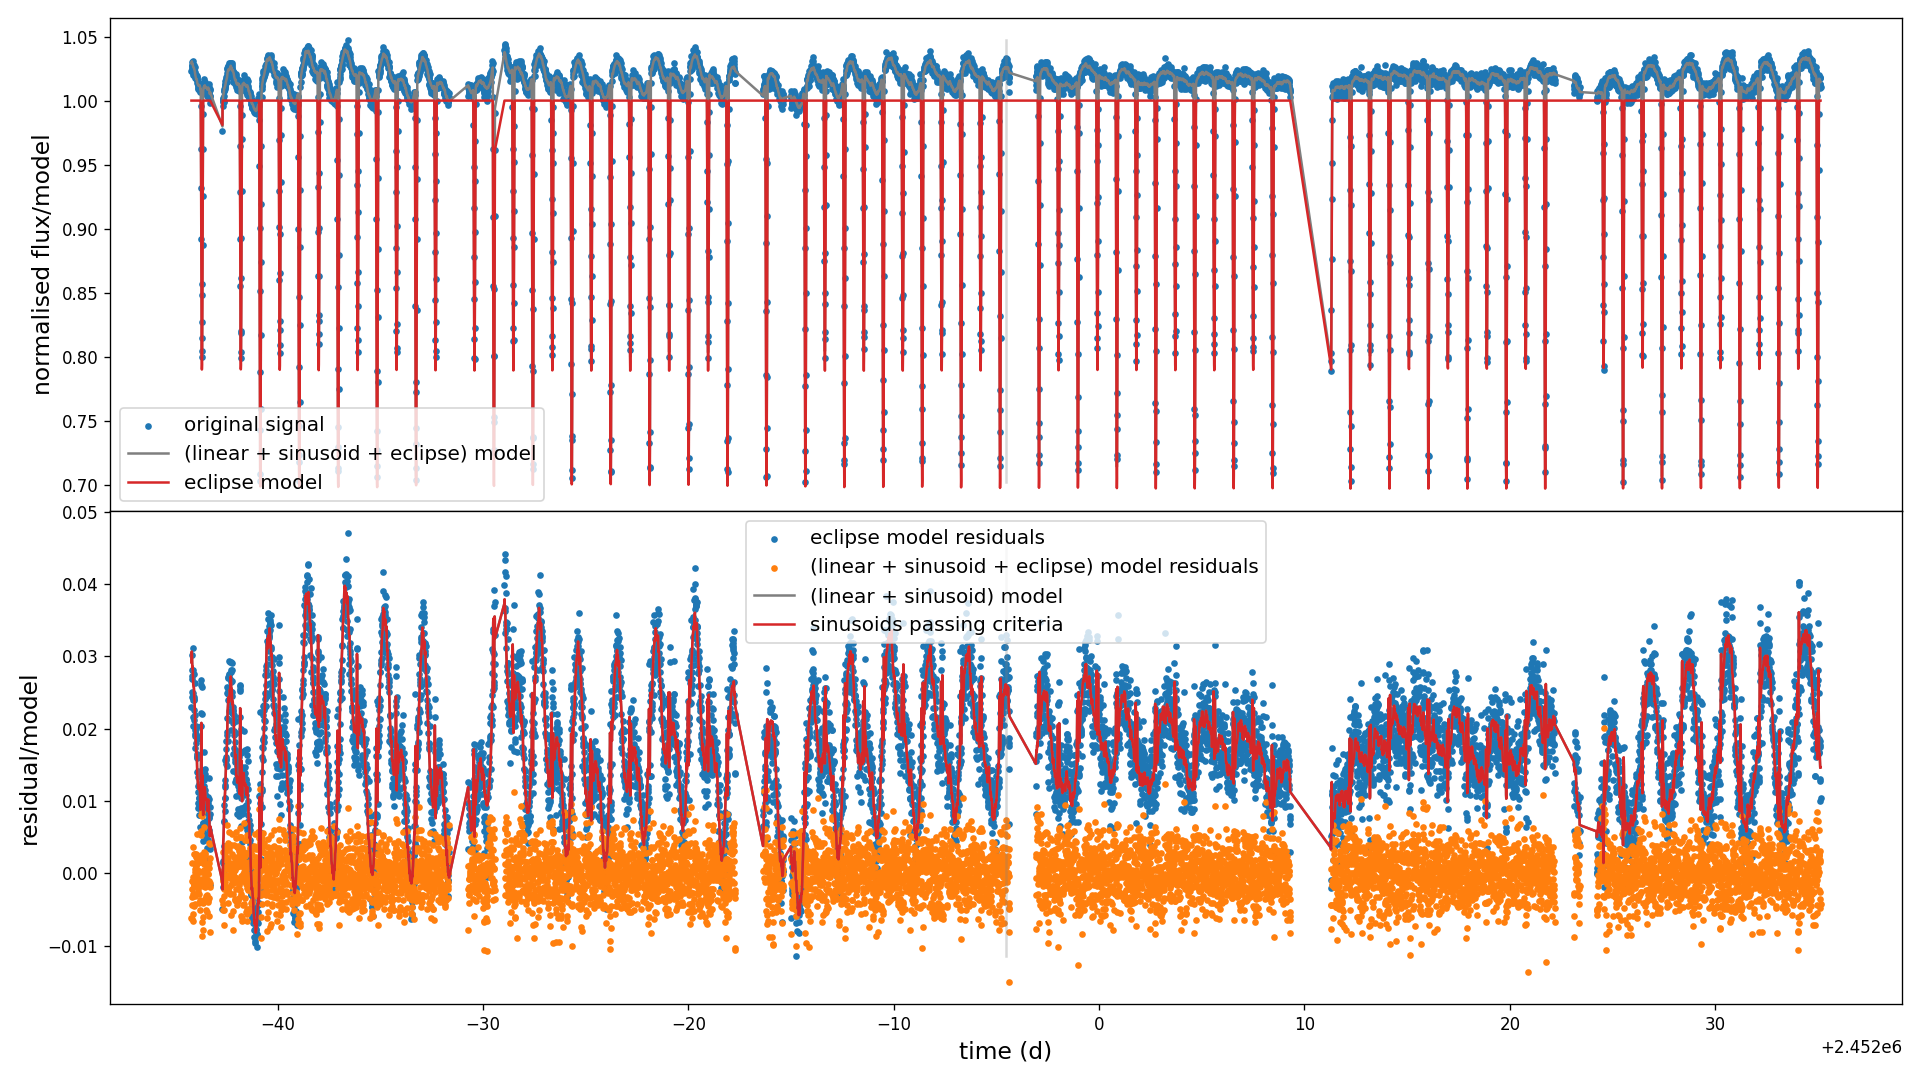 1.05
1.00
0.95
0.90
0.85
0.80
0.75
0.70
normalised flux/model
original signal
(linear + sinusoid + eclipse) model
eclipse model
0.05
0.04
0.03
0.02
0.01
0.00
−0.01
residual/model
eclipse model residuals
(linear + sinusoid + eclipse) model residuals
(linear + sinusoid) model
sinusoids passing criteria
−40 −30 −20 −10 0 10 20 30
time (d)
+2.452e6